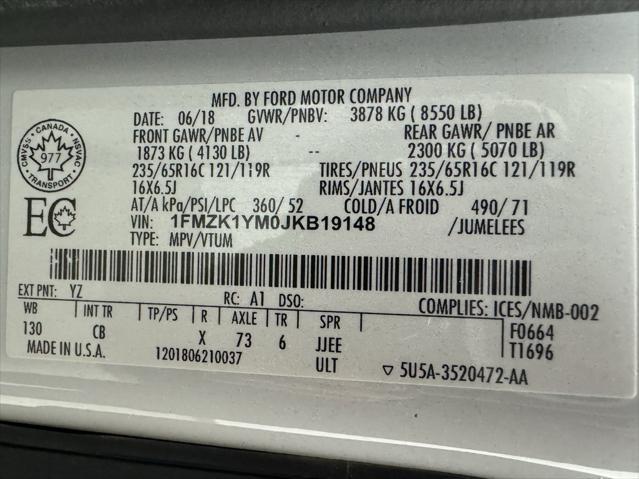 MFD. BY FORD MOTOR COMPANY
DATE: 06/18 GVWR/PNBV: 3878 KG ( 8550 LB)
FRONT GAWR/PNBE AV - REAR GAWR/ PNBE AR
1873 KG ( 4130 LB) -- 2300 KG ( 5070 LB)
235/65R16C 121/119R TIRES/PNEUS 235/65R16C 121/119R
16X6.5J RIMS/JANTES 16X6.5J
AT/A kPa/PSI/LPC 360/ 52 COLD/A FROID 490/ 71
VIN: 1FMZK1YM0JKB19148 /JUMELEES
TYPE: MPV/VTUM
CANADA
CMVSS NSVAC
977
TRANSPORT
EC
EXT PNT: YZ RC: A1 DSO: COMPLIES: ICES/NMB-002
WB INT TR TP/PS R AXLE TR SPR F0664
130 CB X 73 6 JJEE T1696
MADE IN U.S.A. 1201806210037 ULT ▽ 5U5A-3520472-AA